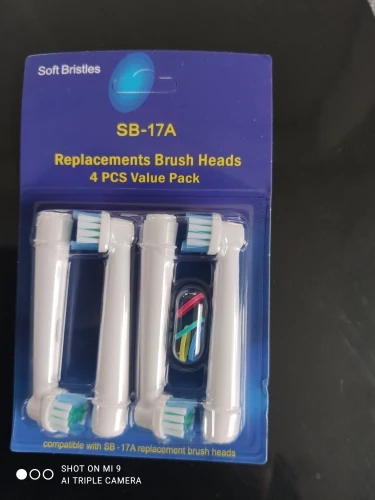 Soft Bristles
SB-17A
Replacements Brush Heads
4 PCS Value Pack
compatible with SB -17A replacement brush heads
SHOT ON MI 9
AI TRIPLE CAMERA